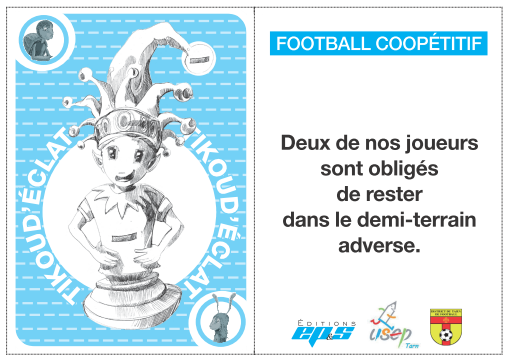 TIKOUD'ÉCLAT
TIKOUD'ÉCLAT
FOOTBALL COOPÉTITIF
Deux de nos joueurs
sont obligés
de rester
dans le demi-terrain
adverse.
ÉDITIONS
EP&S
usep
Tarn